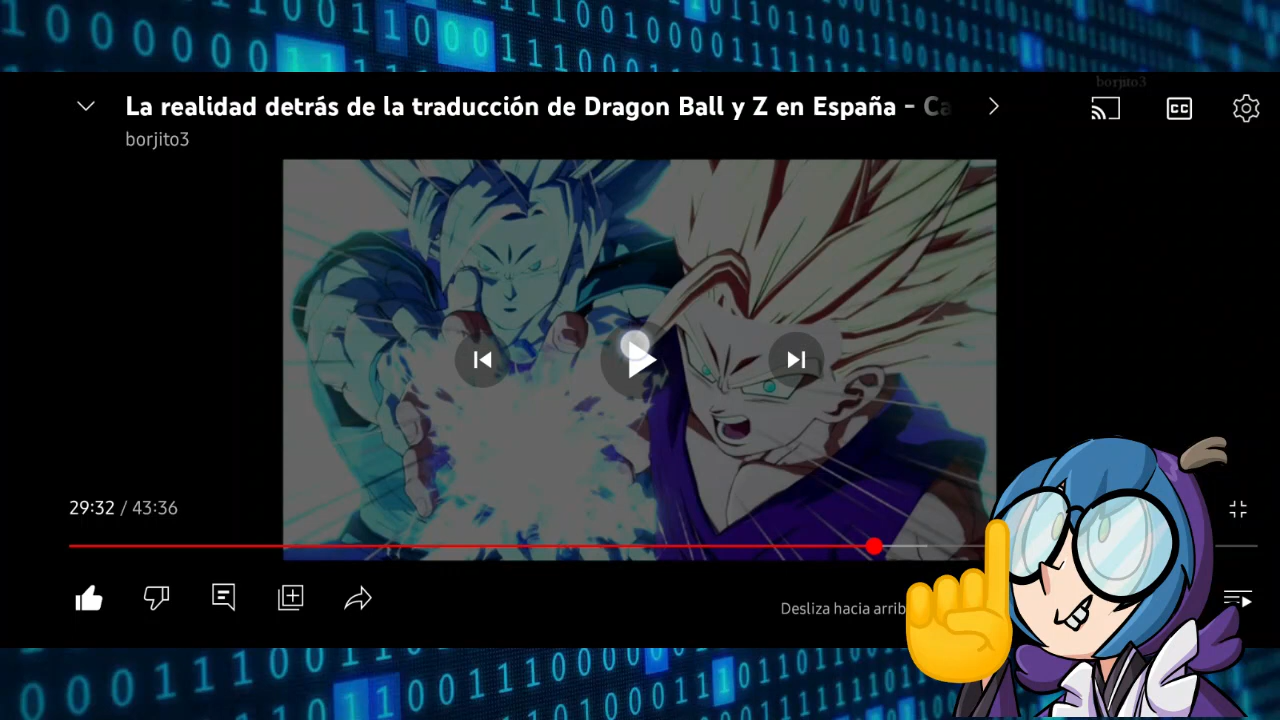 borjito3
La realidad detrás de la traducción de Dragon Ball y Z en España - Ca
CC
borjito3
29:32 / 43:36
Desliza hacia arrib